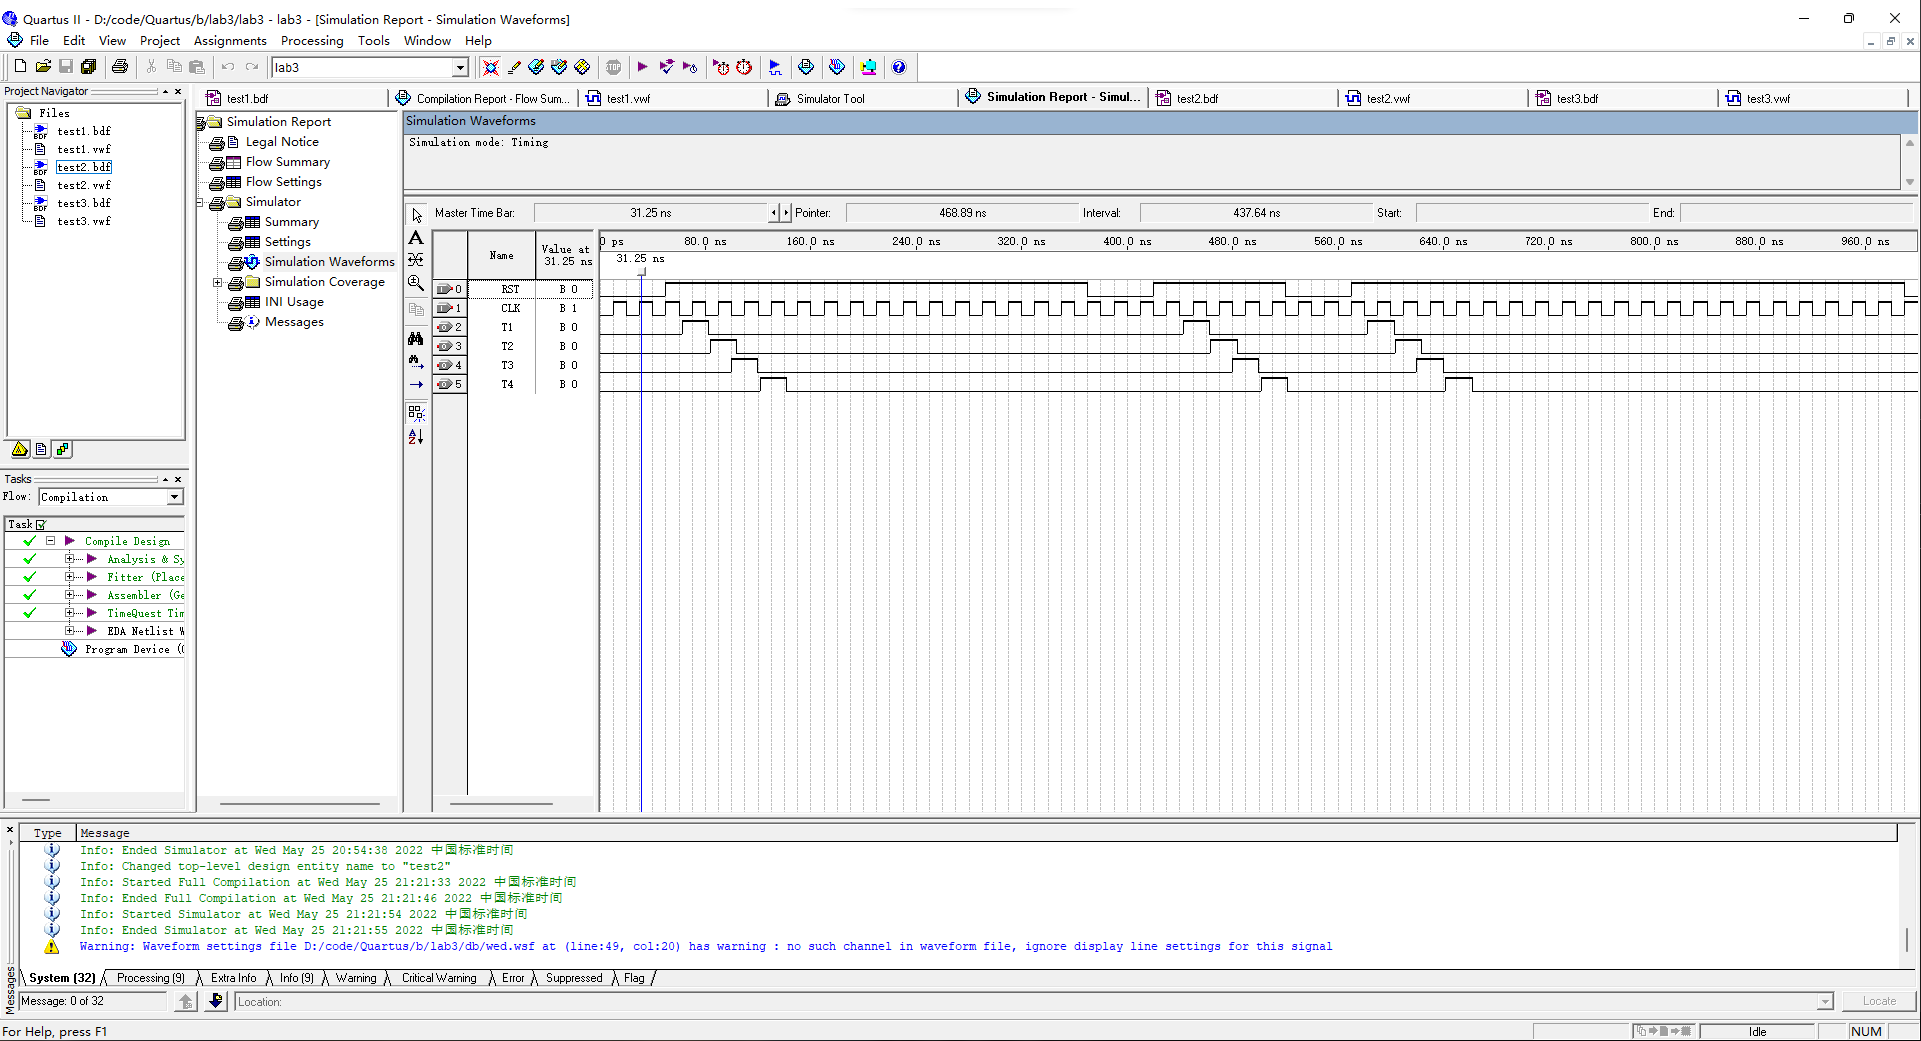 Quartus II - D:/code/Quartus/b/lab3/lab3 - lab3 - [Simulation Report - Simulation Waveforms]
File Edit View Project Assignments Processing Tools Window Help
lab3
Project Navigator
Files
test1.bdf
test1.vwf
test2.bdf
test2.vwf
test3.bdf
test3.vwf
Tasks
Flow: Compilation
Task
Compile Design
Analysis & Sy
Fitter (Place
Assembler (Ge
TimeQuest Tim
EDA Netlist W
Program Device (O
test1.bdf Compilation Report - Flow Sum... test1.vwf Simulator Tool Simulation Report - Simul... test2.bdf test2.vwf test3.bdf test3.vwf
Simulation Report
Legal Notice
Flow Summary
Flow Settings
Simulator
Summary
Settings
Simulation Waveforms
Simulation Coverage
INI Usage
Messages
Simulation Waveforms
Simulation mode: Timing
Master Time Bar: 31.25 ns Pointer: 468.89 ns Interval: 437.64 ns Start: End:
Name Value at 31.25 ns
0 ps 80.0 ns 160.0 ns 240.0 ns 320.0 ns 400.0 ns 480.0 ns 560.0 ns 640.0 ns 720.0 ns 800.0 ns 880.0 ns 960.0 ns
31.25 ns
0 RST B 0
1 CLK B 1
2 T1 B 0
3 T2 B 0
4 T3 B 0
5 T4 B 0
Type Message
Info: Ended Simulator at Wed May 25 20:54:38 2022 中国标准时间
Info: Changed top-level design entity name to "test2"
Info: Started Full Compilation at Wed May 25 21:21:33 2022 中国标准时间
Info: Ended Full Compilation at Wed May 25 21:21:46 2022 中国标准时间
Info: Started Simulator at Wed May 25 21:21:54 2022 中国标准时间
Info: Ended Simulator at Wed May 25 21:21:55 2022 中国标准时间
Warning: Waveform settings file D:/code/Quartus/b/lab3/db/wed.wsf at (line:49, col:20) has warning : no such channel in waveform file, ignore display line settings for this signal
System (32) Processing (9) Extra Info Info (9) Warning Critical Warning Error Suppressed Flag
Messages
Message: 0 of 32 Location: Locate
For Help, press F1 Idle NUM